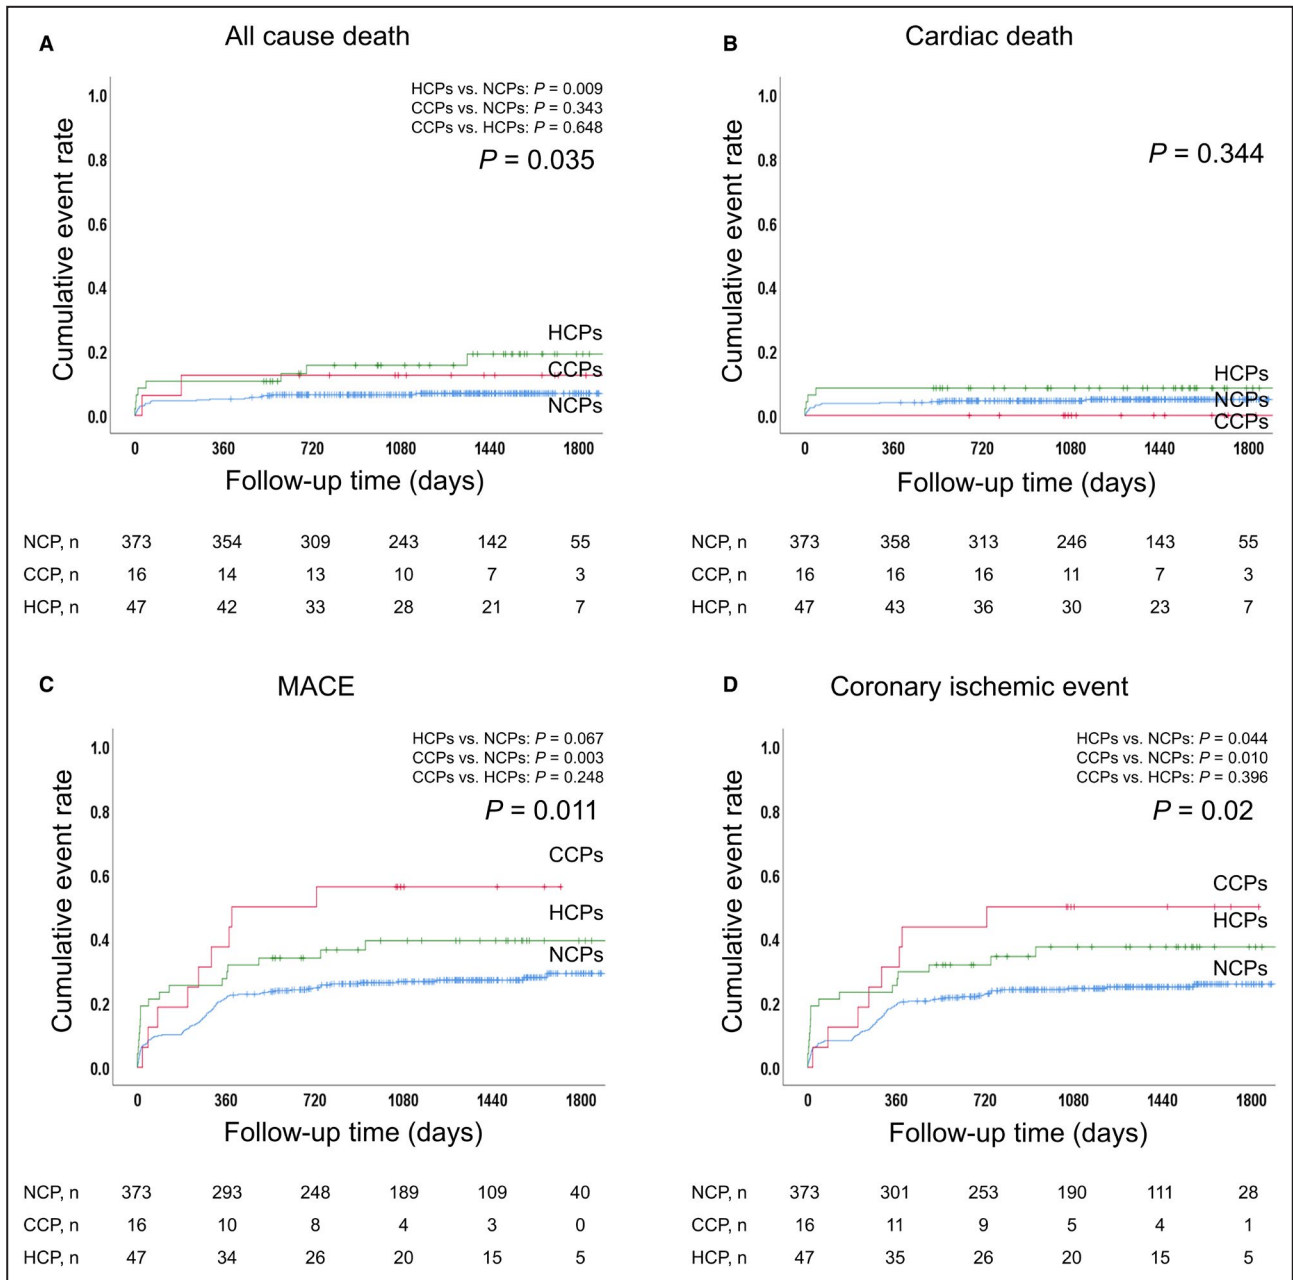 A
All cause death
HCPs vs. NCPs: P = 0.009
CCPs vs. NCPs: P = 0.343
CCPs vs. HCPs: P = 0.648
P = 0.035
Cumulative event rate
1.0
0.8
0.6
0.4
0.2
0.0
HCPs
CCPs
NCPs
0 360 720 1080 1440 1800
Follow-up time (days)
NCP, n 373 354 309 243 142 55
CCP, n 16 14 13 10 7 3
HCP, n 47 42 33 28 21 7
B
Cardiac death
P = 0.344
Cumulative event rate
1.0
0.8
0.6
0.4
0.2
0.0
HCPs
NCPs
CCPs
0 360 720 1080 1440 1800
Follow-up time (days)
NCP, n 373 358 313 246 143 55
CCP, n 16 16 16 11 7 3
HCP, n 47 43 36 30 23 7
C
MACE
HCPs vs. NCPs: P = 0.067
CCPs vs. NCPs: P = 0.003
CCPs vs. HCPs: P = 0.248
P = 0.011
Cumulative event rate
1.0
0.8
0.6
0.4
0.2
0.0
CCPs
HCPs
NCPs
0 360 720 1080 1440 1800
Follow-up time (days)
NCP, n 373 293 248 189 109 40
CCP, n 16 10 8 4 3 0
HCP, n 47 34 26 20 15 5
D
Coronary ischemic event
HCPs vs. NCPs: P = 0.044
CCPs vs. NCPs: P = 0.010
CCPs vs. HCPs: P = 0.396
P = 0.02
Cumulative event rate
1.0
0.8
0.6
0.4
0.2
0.0
CCPs
HCPs
NCPs
0 360 720 1080 1440 1800
Follow-up time (days)
NCP, n 373 301 253 190 111 28
CCP, n 16 11 9 5 4 1
HCP, n 47 35 26 20 15 5